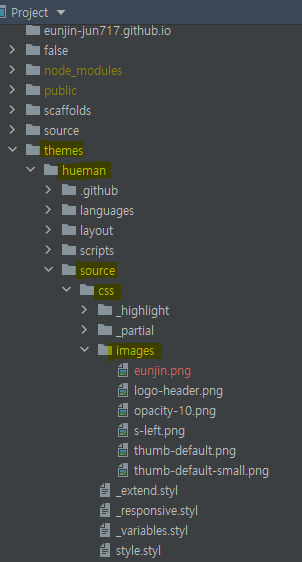 Project
eunjin-jun717.github.io
false
node_modules
public
scaffolds
source
themes
hueman
.github
languages
layout
scripts
source
css
_highlight
_partial
images
eunjin.png
logo-header.png
opacity-10.png
s-left.png
thumb-default.png
thumb-default-small.png
_extend.styl
_responsive.styl
_variables.styl
style.styl